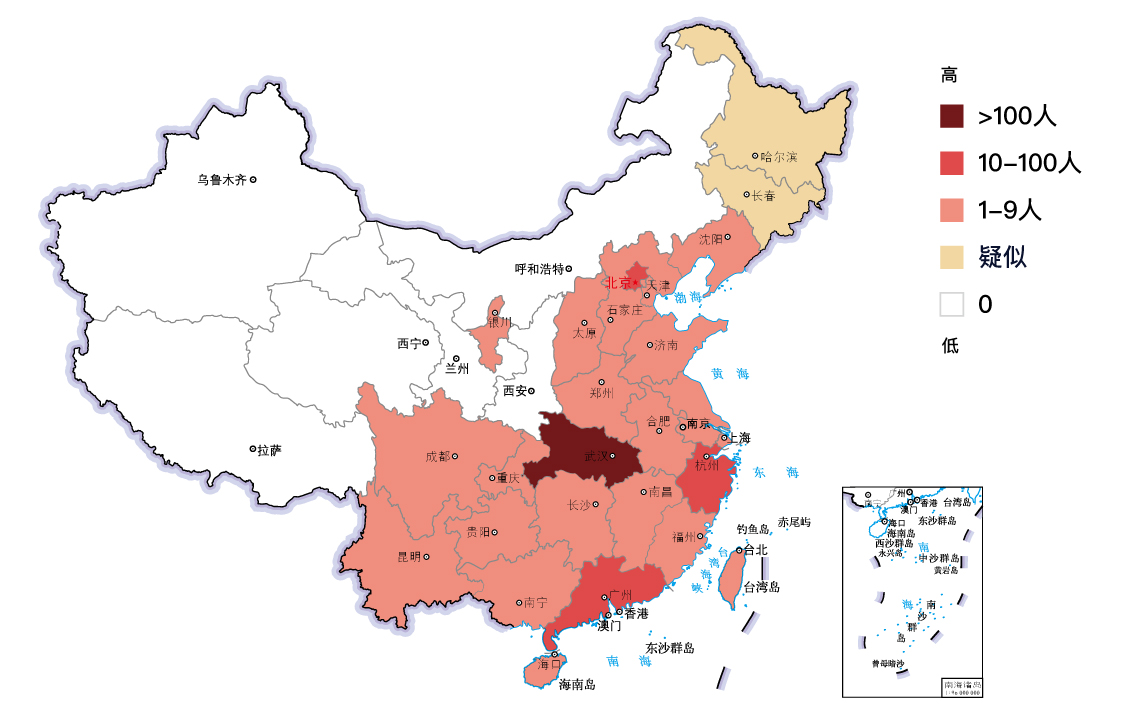 高
>100人
10–100人
1–9人
疑似
0
低
哈尔滨
乌鲁木齐
长春
沈阳
呼和浩特
北京
天津
渤海
石家庄
银川
太原
西宁
济南
兰州
黄海
西安
郑州
合肥
南京
上海
拉萨
成都
武汉
杭州
东海
重庆
南昌
长沙
赤尾屿
钓鱼岛
贵阳
福州
台北
昆明
台湾海峡
台湾岛
南宁
广州
香港
澳门
东沙群岛
海口
南海
海南岛
南宁
广州
香港
台湾岛
澳门
海口
东沙群岛
海南岛
西沙群岛
南
永兴岛
中沙群岛
黄岩岛
海
南沙群岛
曾母暗沙
南海诸岛